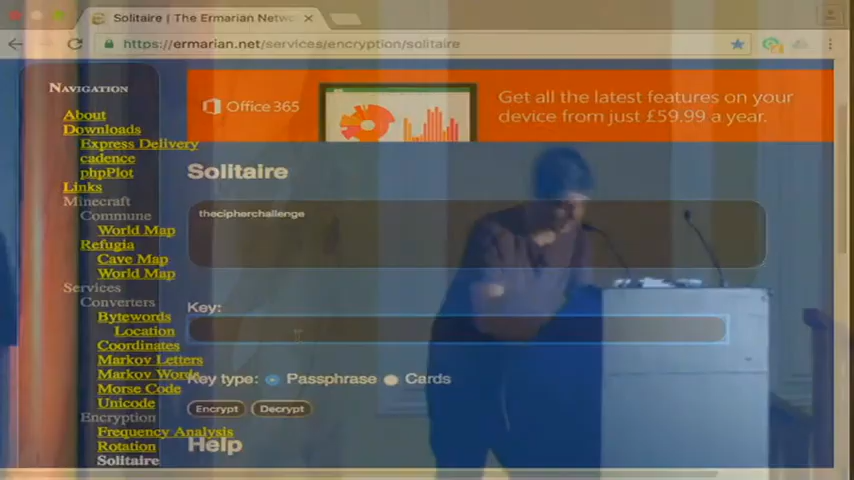 Solitaire | The Ermarian Netwo
https://ermarian.net/services/encryption/solitaire
NAVIGATION
About
Downloads
Express Delivery
cadence
phpPlot
Links
Minecraft
Commune
World Map
Refugia
Cave Map
World Map
Services
Converters
Bytewords
Location
Coordinates
Markov Letters
Markov Words
Morse Code
Unicode
Encryption
Frequency Analysis
Rotation
Solitaire
Office 365
Get all the latest features on your
device from just £59.99 a year.
Solitaire
thecipherchallenge
Key:
Key type: Passphrase Cards
Encrypt Decrypt
Help